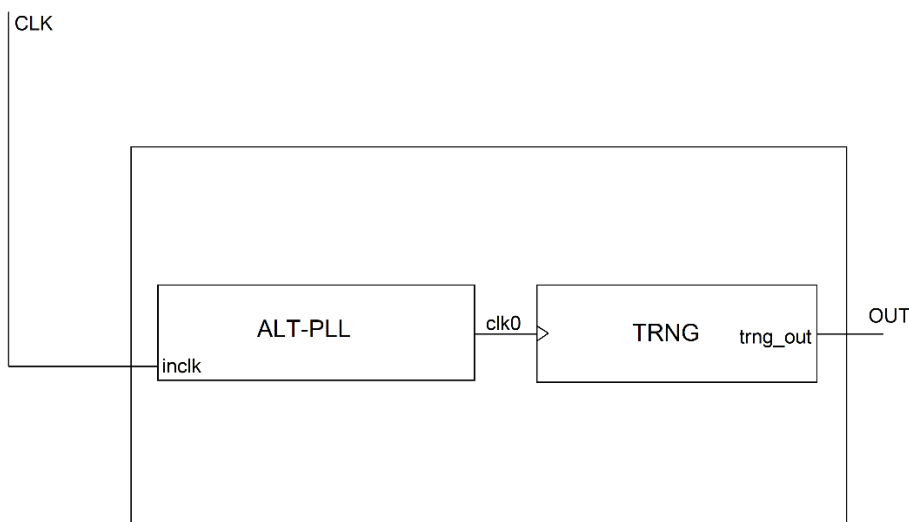 CLK
ALT-PLL
inclk
clk0
TRNG
trng_out
OUT